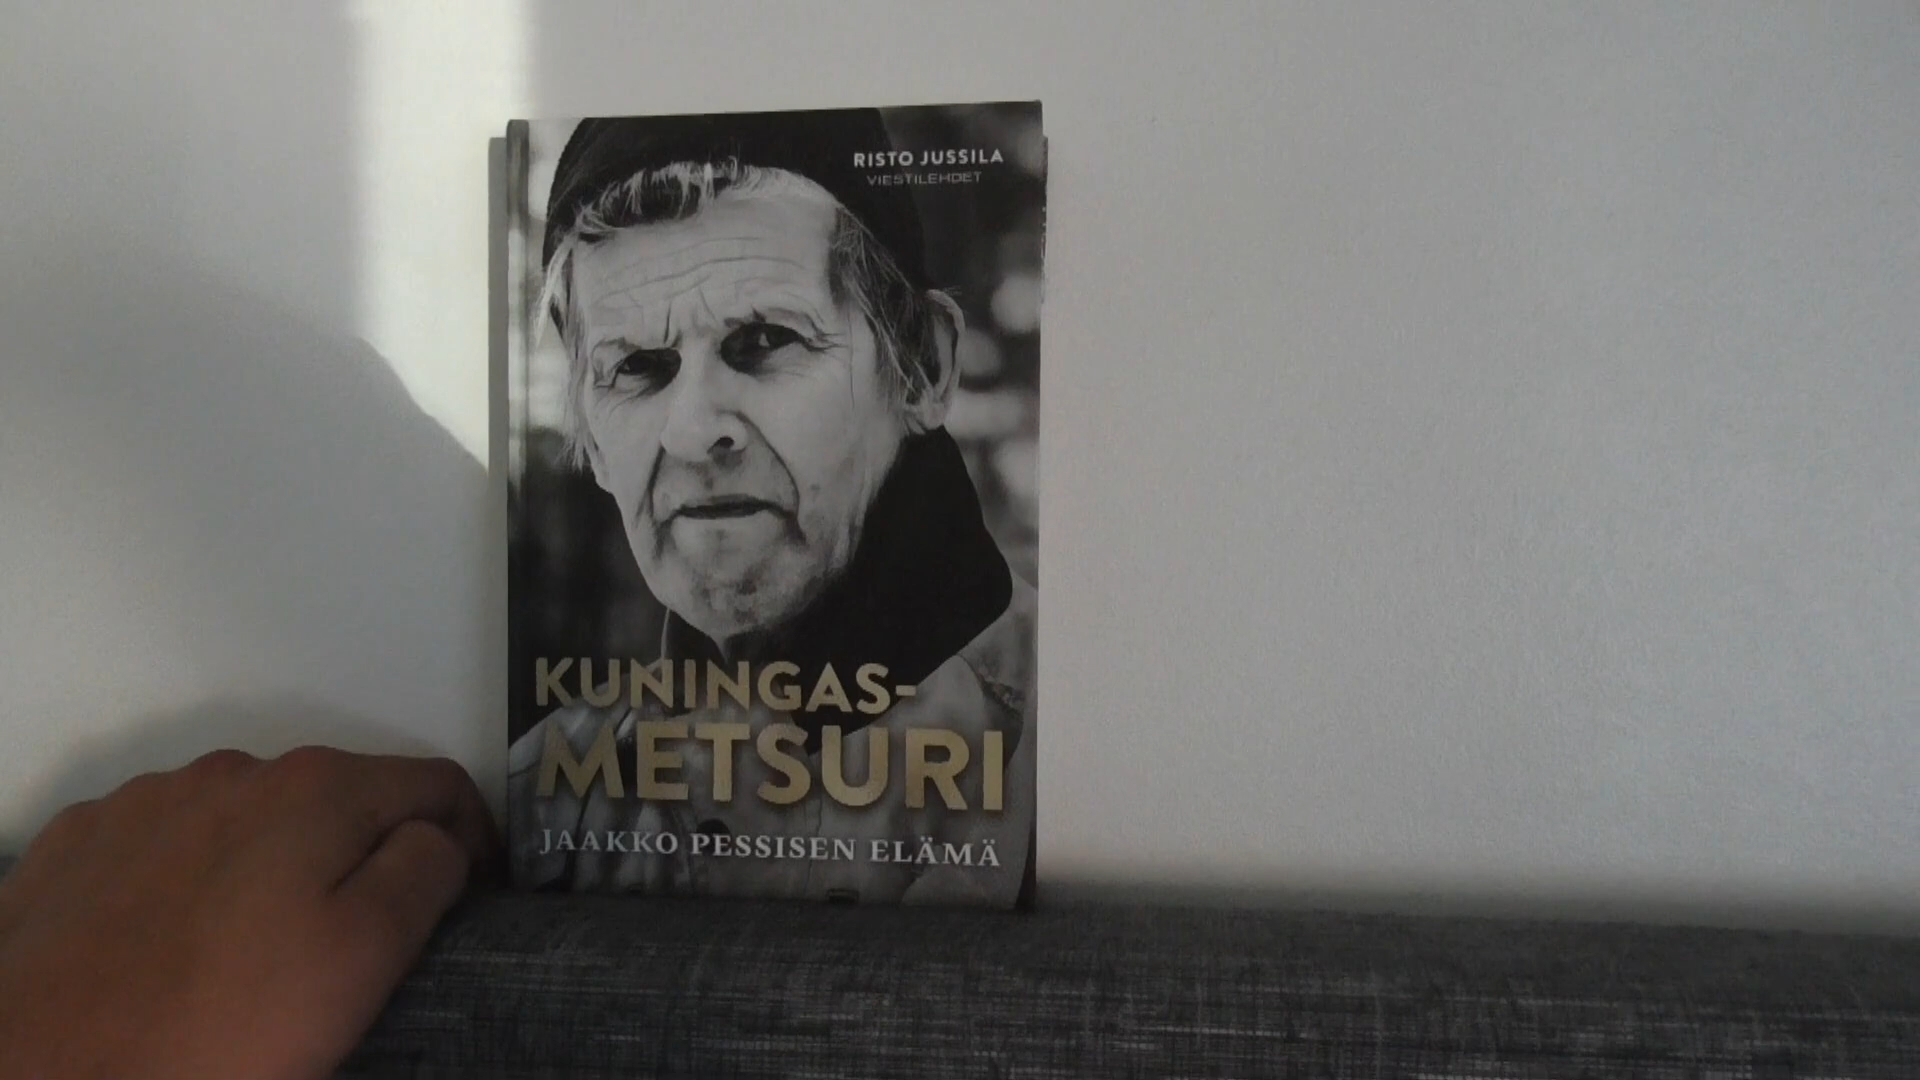 RISTO JUSSILA
VIESTILEHDET
KUNINGAS-
METSURI
JAAKKO PESSISEN ELÄMÄ